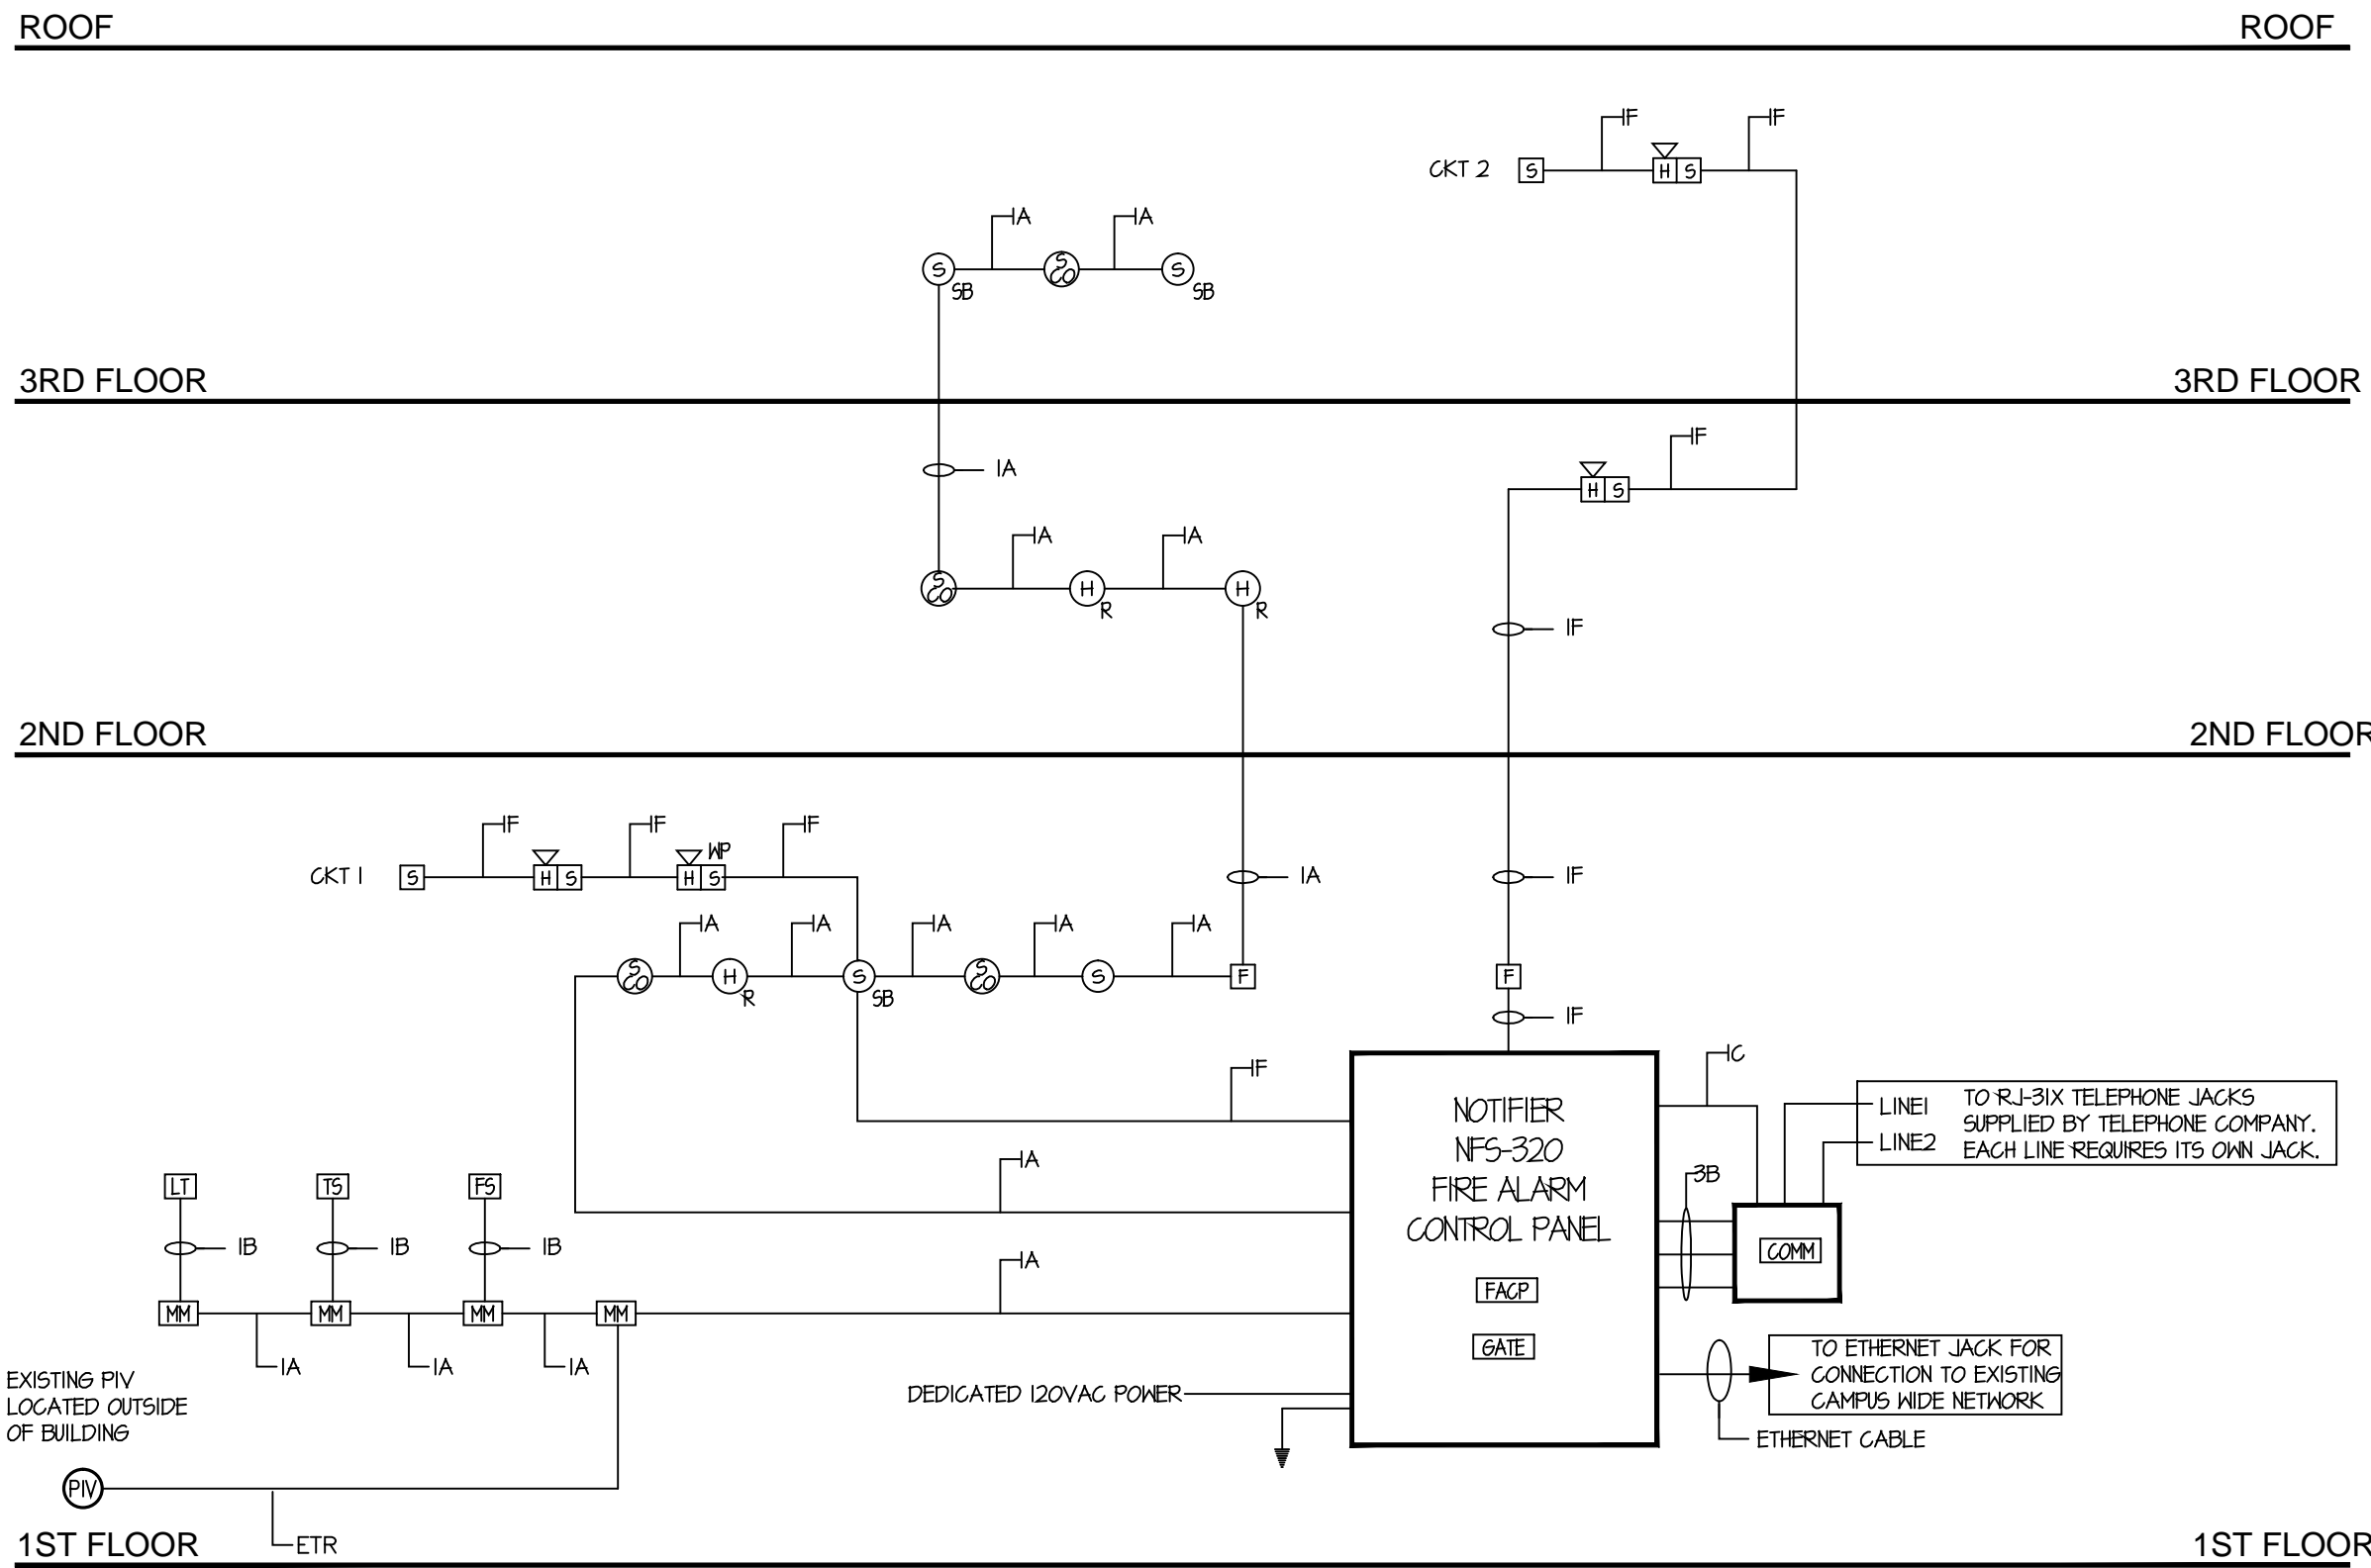 ROOF ROOF
IF IF
CKT 2 S H S
IA IA
S S CO S
SB SB
3RD FLOOR 3RD FLOOR
IF
IA
H S
IA IA
S CO H H
R R
IF
2ND FLOOR 2ND FLOOR
IF IF IF
WP
CKT 1 S H S H S IA IF
IA IA IA IA IA
S CO H S S CO S F F
R SB
IF
IF IC
NOTIFIER
NFS-320
FIRE ALARM
CONTROL PANEL
FACP
GATE
LINE1 TO RJ-31X TELEPHONE JACKS
SUPPLIED BY TELEPHONE COMPANY.
LINE2 EACH LINE REQUIRES ITS OWN JACK.
IA
3B
LT TS FS
IB IB IB
COMM
IA
MM MM MM MM
IA IA IA
TO ETHERNET JACK FOR
CONNECTION TO EXISTING
CAMPUS WIDE NETWORK
ETHERNET CABLE
EXISTING PIV
LOCATED OUTSIDE
OF BUILDING
DEDICATED 120VAC POWER
PIV
ETR
1ST FLOOR 1ST FLOOR